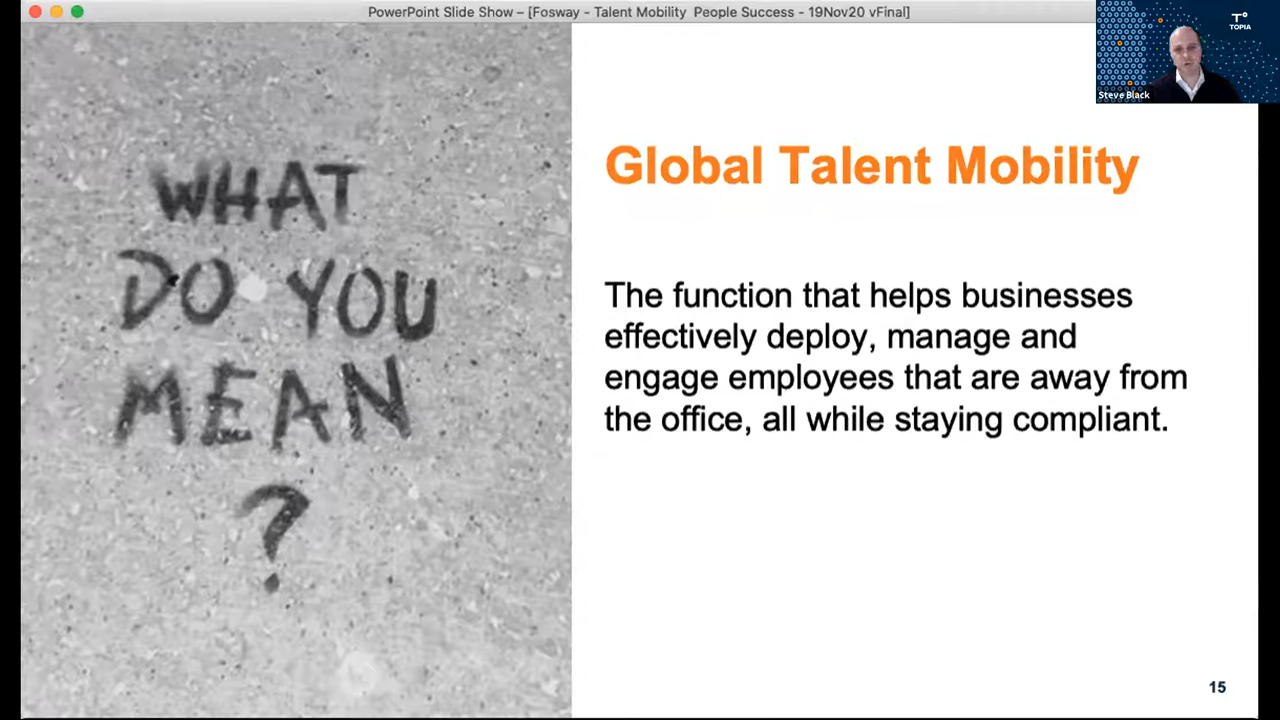 PowerPoint Slide Show – [Fosway - Talent Mobility  People Success - 19Nov20 vFinal]
T°
TOPIA
Steve Black
WHAT
DO YOU
MEAN
?
Global Talent Mobility
The function that helps businesses
effectively deploy, manage and
engage employees that are away from
the office, all while staying compliant.
15